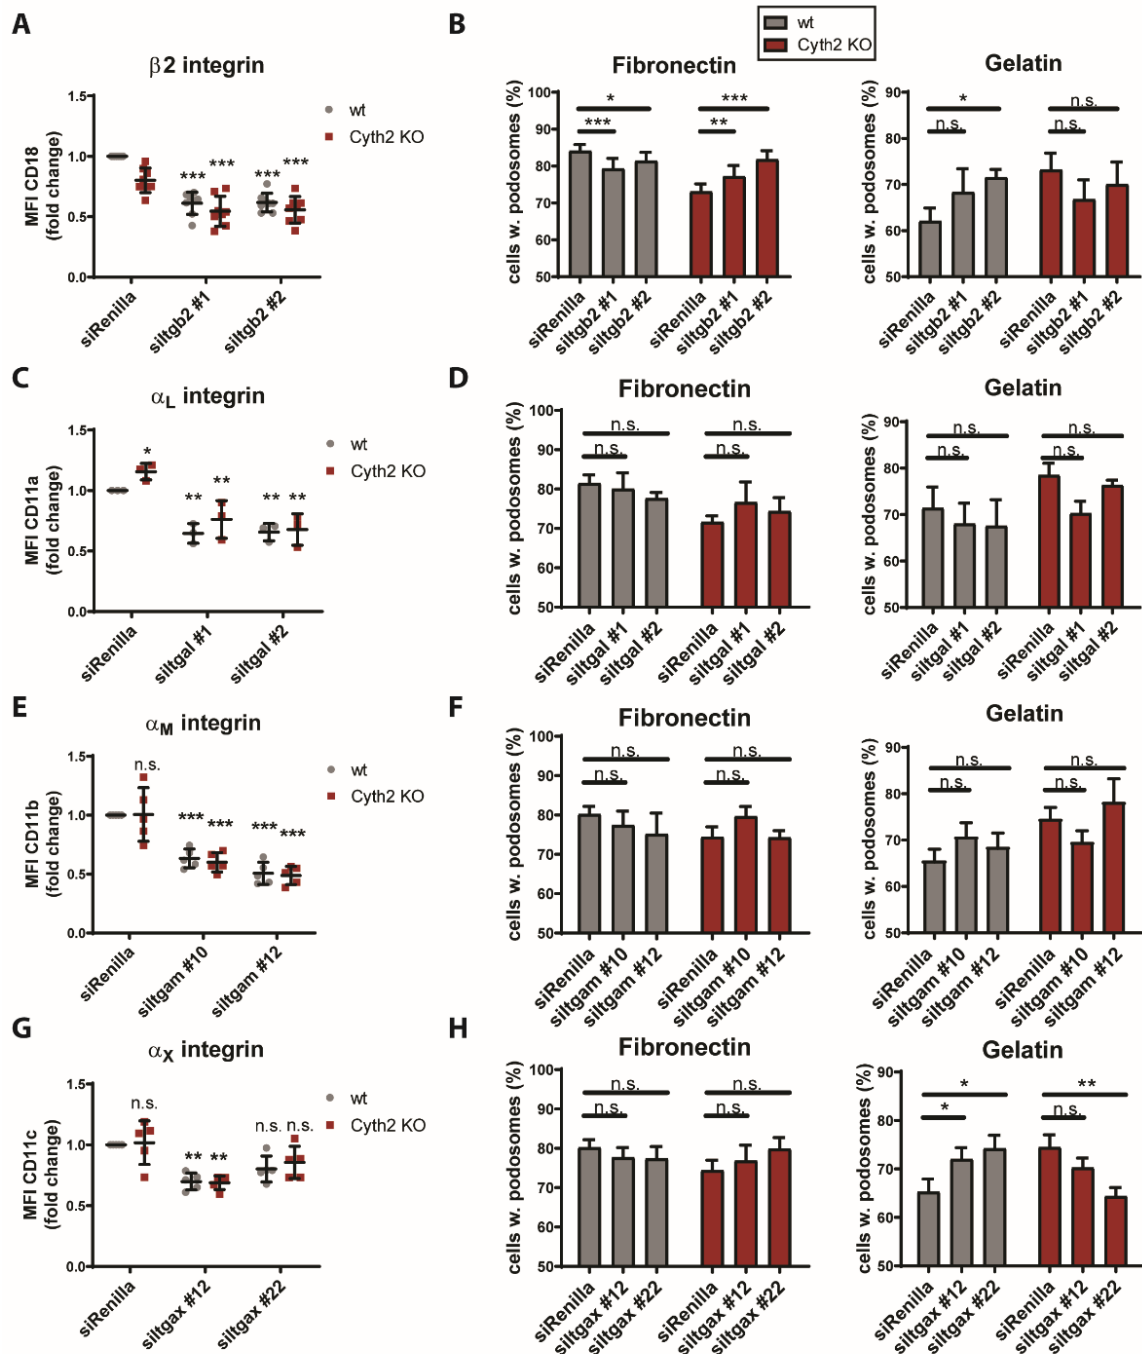 A
β2 integrin
MFI CD18
(fold change)
1.5
1.0
0.5
0.0
*** *** *** ***
wt
Cyth2 KO
siRenilla
siItgb2 #1
siItgb2 #2
B
wt
Cyth2 KO
Fibronectin
cells w. podosomes (%)
100
90
80
70
60
50
*
***
***
**
siRenilla
siItgb2 #1
siItgb2 #2
siRenilla
siItgb2 #1
siItgb2 #2
Gelatin
cells w. podosomes (%)
90
80
70
60
50
*
n.s.
n.s.
n.s.
siRenilla
siItgb2 #1
siItgb2 #2
siRenilla
siItgb2 #1
siItgb2 #2
C
αL integrin
MFI CD11a
(fold change)
1.5
1.0
0.5
0.0
*
** ** ** **
wt
Cyth2 KO
siRenilla
siItgal #1
siItgal #2
D
Fibronectin
cells w. podosomes (%)
100
90
80
70
60
50
n.s.
n.s.
n.s.
n.s.
siRenilla
siItgal #1
siItgal #2
siRenilla
siItgal #1
siItgal #2
Gelatin
cells w. podosomes (%)
90
80
70
60
50
n.s.
n.s.
n.s.
n.s.
siRenilla
siItgal #1
siItgal #2
siRenilla
siItgal #1
siItgal #2
E
αM integrin
MFI CD11b
(fold change)
1.5
1.0
0.5
0.0
n.s.
*** *** *** ***
wt
Cyth2 KO
siRenilla
siItgam #10
siItgam #12
F
Fibronectin
cells w. podosomes (%)
100
90
80
70
60
50
n.s.
n.s.
n.s.
n.s.
siRenilla
siItgam #10
siItgam #12
siRenilla
siItgam #10
siItgam #12
Gelatin
cells w. podosomes (%)
90
80
70
60
50
n.s.
n.s.
n.s.
n.s.
siRenilla
siItgam #10
siItgam #12
siRenilla
siItgam #10
siItgam #12
G
αX integrin
MFI CD11c
(fold change)
1.5
1.0
0.5
0.0
n.s.
** ** n.s. n.s.
wt
Cyth2 KO
siRenilla
siItgax #12
siItgax #22
H
Fibronectin
cells w. podosomes (%)
100
90
80
70
60
50
n.s.
n.s.
n.s.
n.s.
siRenilla
siItgax #12
siItgax #22
siRenilla
siItgax #12
siItgax #22
Gelatin
cells w. podosomes (%)
90
80
70
60
50
*
*
**
n.s.
siRenilla
siItgax #12
siItgax #22
siRenilla
siItgax #12
siItgax #22